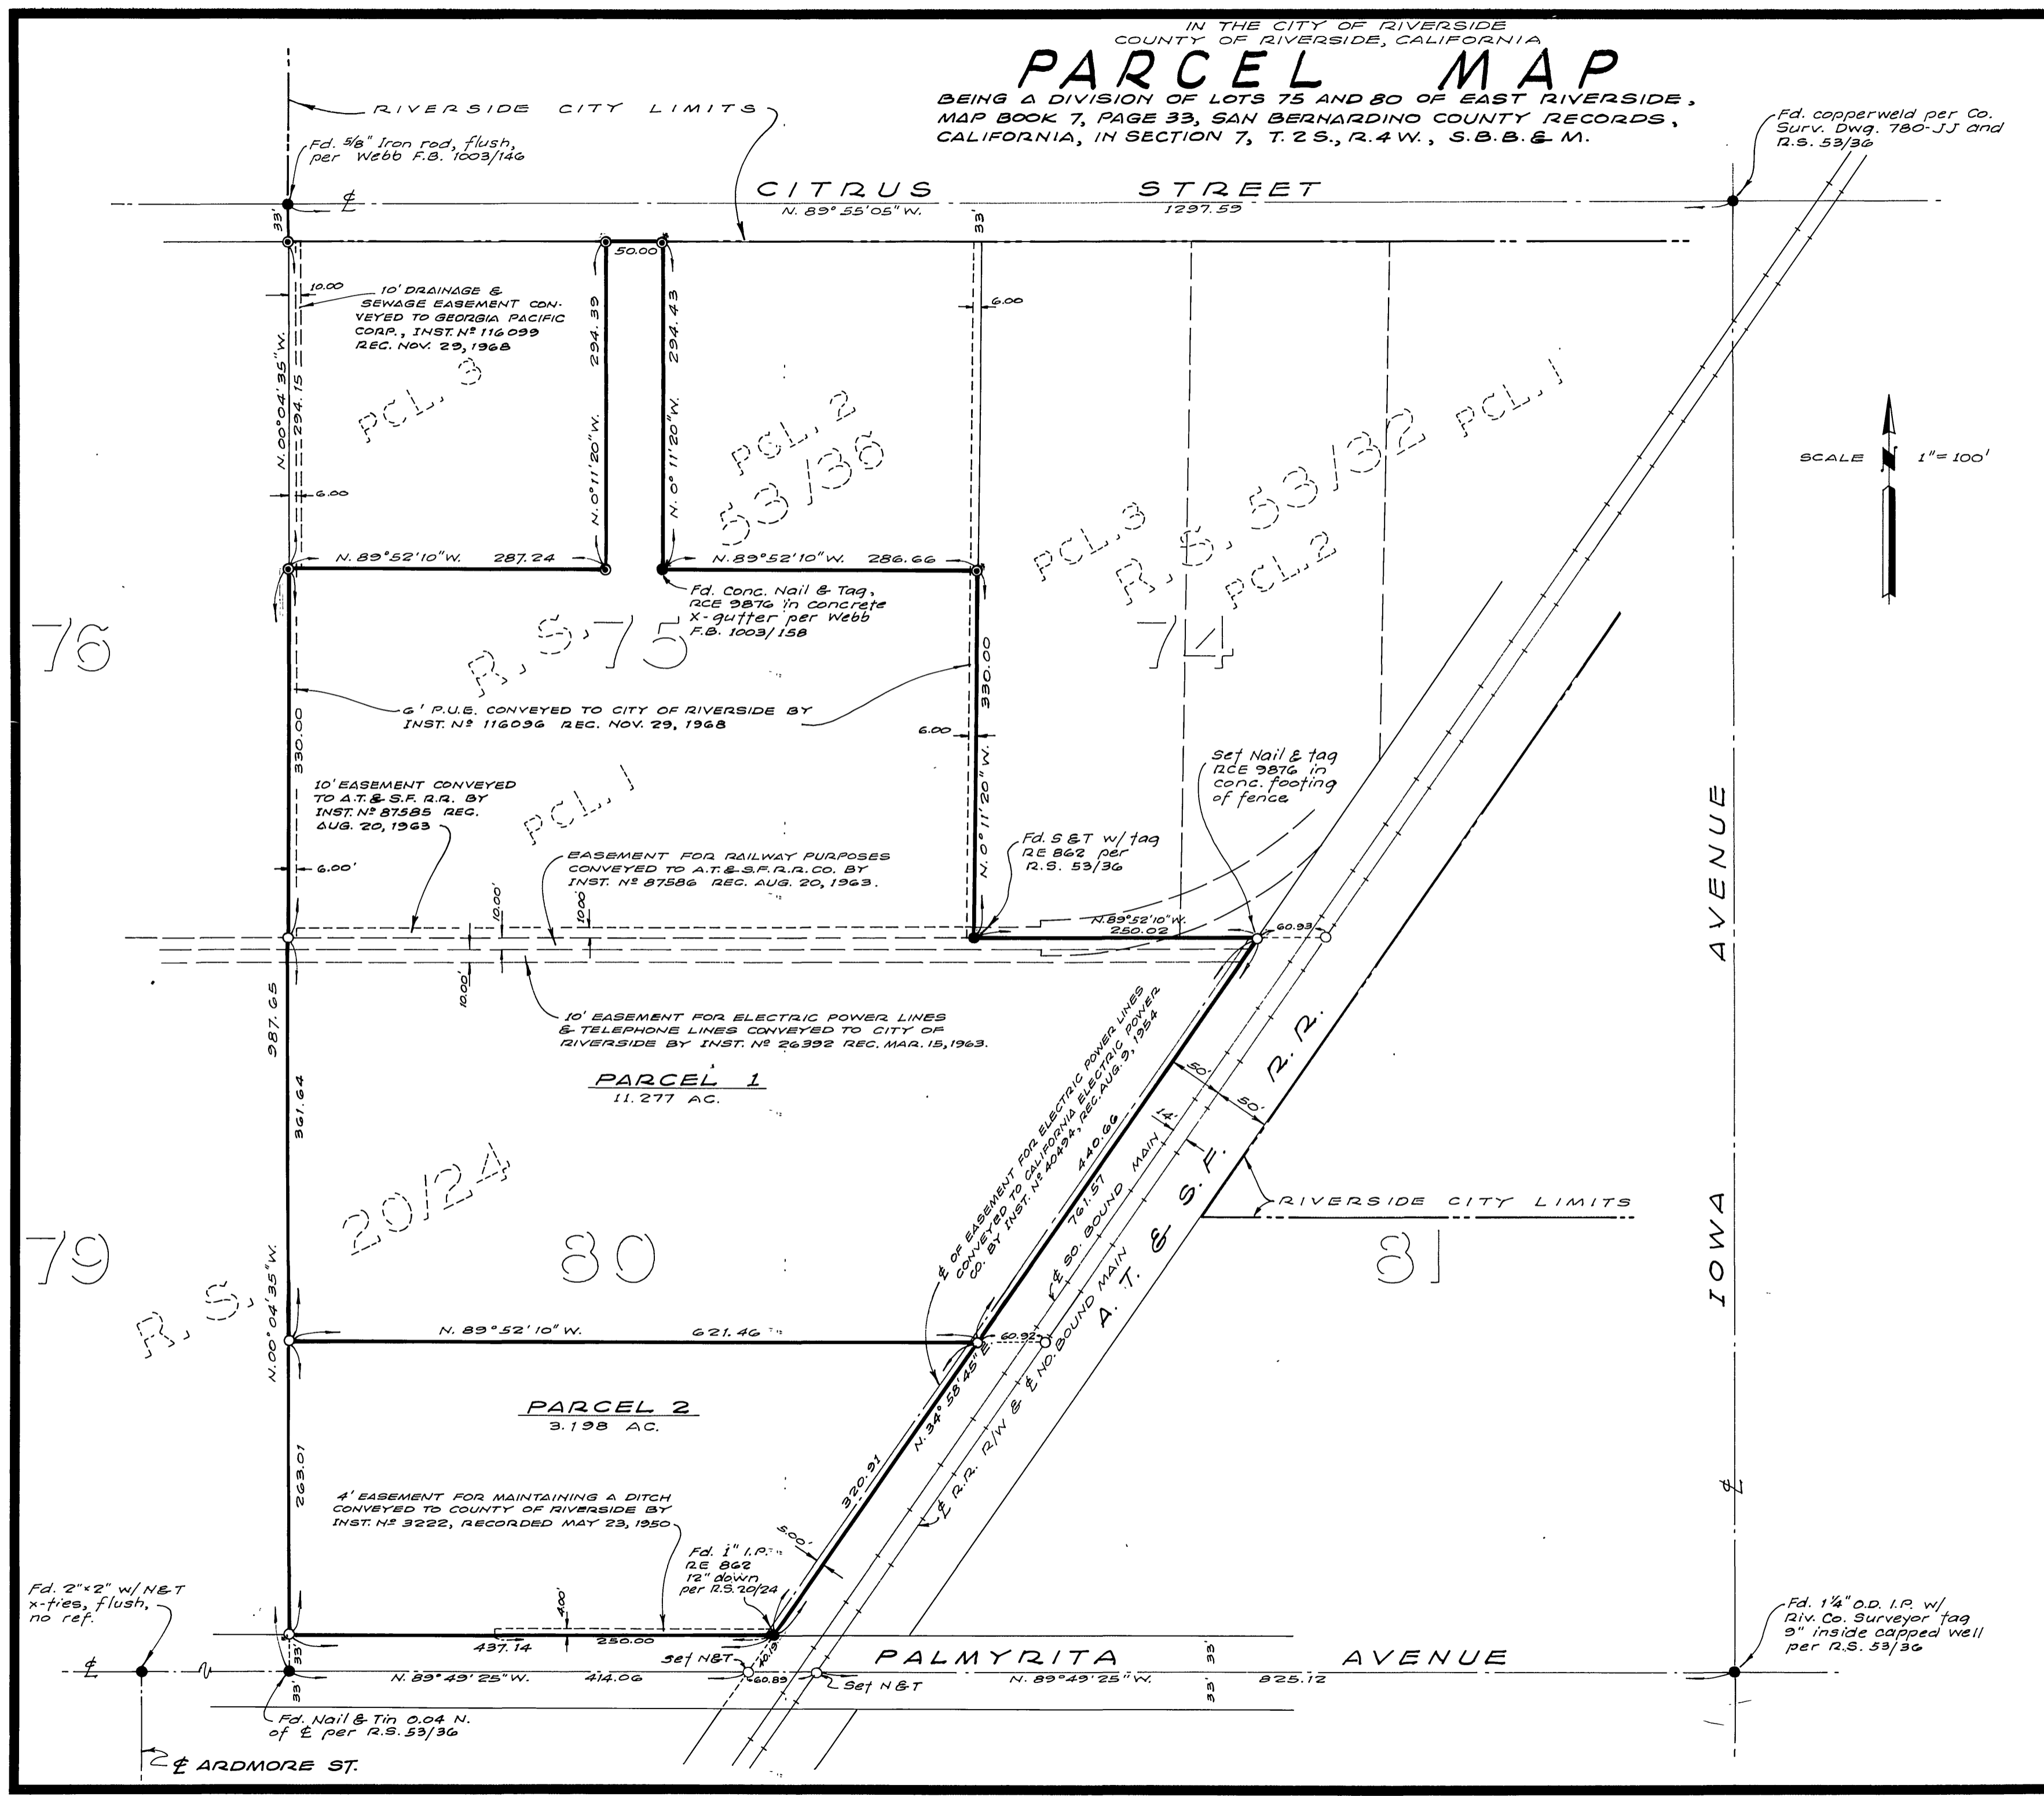 IN THE CITY OF RIVERSIDE
COUNTY OF RIVERSIDE, CALIFORNIA
PARCEL MAP
BEING A DIVISION OF LOTS 75 AND 80 OF EAST RIVERSIDE,
MAP BOOK 7, PAGE 33, SAN BERNARDINO COUNTY RECORDS,
CALIFORNIA, IN SECTION 7, T. 2 S., R. 4 W., S.B.B. & M.
RIVERSIDE CITY LIMITS
Fd. 5/8" Iron rod, flush,
per Webb F.B. 1003/146
Fd. copperweld per Co.
Surv. Dwg. 780-JJ and
R.S. 53/36
CITRUS STREET
℄
N. 89° 55' 05" W.
1297.59
33'
33'
50.00
10.00
10' DRAINAGE &
SEWAGE EASEMENT CON-
VEYED TO GEORGIA PACIFIC
CORP., INST. Nº 116099
REC. NOV. 29, 1968
N. 00° 04' 35" W.
294.15
6.00
PCL. 3
294.39
N. 0° 11' 20" W.
294.43
N. 0° 11' 20" W.
PCL. 2
53/36
6.00
PCL. 3
R. S. 53/32
PCL. 2
PCL. 1
SCALE N 1" = 100'
N. 89° 52' 10" W. 287.24
N. 89° 52' 10" W. 286.66
Fd. Conc. Nail & Tag,
RCE 9876 in concrete
X-gutter per Webb
F.B. 1003/158
76
R. S.
75
74
330.00
330.00
N. 0° 11' 20" W.
6' P.U.E. CONVEYED TO CITY OF RIVERSIDE BY
INST. Nº 116096 REC. NOV. 29, 1968
6.00
10' EASEMENT CONVEYED
TO A.T. & S.F. R.R. BY
INST. Nº 87585 REC.
AUG. 20, 1963
PCL. 1
6.00'
EASEMENT FOR RAILWAY PURPOSES
CONVEYED TO A.T. & S.F. R.R. CO. BY
INST. Nº 87586 REC. AUG. 20, 1963.
10.00'
10.00'
10.00'
Set Nail & tag
RCE 9876 in
conc. footing
of fence
Fd. S & T w/ tag
RE 862 per
R.S. 53/36
N. 89° 52' 10" W.
250.02
60.93
10' EASEMENT FOR ELECTRIC POWER LINES
& TELEPHONE LINES CONVEYED TO CITY OF
RIVERSIDE BY INST. Nº 26392 REC. MAR. 15, 1963.
987.65
361.64
PARCEL 1
11.277 AC.
℄ OF EASEMENT FOR ELECTRIC POWER LINES
CONVEYED TO CALIFORNIA ELECTRIC POWER
CO. BY INST. Nº 40494, REC. AUG. 9, 1954
440.66
761.57
50'
50'
14'
℄ SO. BOUND MAIN
A. T. & S. F. R. R.
RIVERSIDE CITY LIMITS
IOWA AVENUE
℄
79
R. S. 20/24
80
81
N. 00° 04' 35" W.
N. 89° 52' 10" W. 621.46
60.92
N. 34° 58' 45" E.
℄ R.R. R/W & ℄ NO. BOUND MAIN
PARCEL 2
3.198 AC.
263.01
320.91
4' EASEMENT FOR MAINTAINING A DITCH
CONVEYED TO COUNTY OF RIVERSIDE BY
INST. Nº 3222, RECORDED MAY 23, 1950
5.00'
Fd. 1" I.P.
RE 862
12" down
per R.S. 20/24
Fd. 2" x 2" w/ N & T
x-ties, flush,
no ref.
4.00'
437.14
250.00
40.19
33'
33'
℄
N. 89° 49' 25" W. 414.06
Set N & T
60.89
Set N & T
PALMYRITA AVENUE
N. 89° 49' 25" W. 825.12
33'
33'
Fd. 1¼" O.D. I.P. w/
Riv. Co. Surveyor tag
9" inside capped well
per R.S. 53/36
Fd. Nail & Tin 0.04 N.
of ℄ per R.S. 53/36
℄ ARDMORE ST.